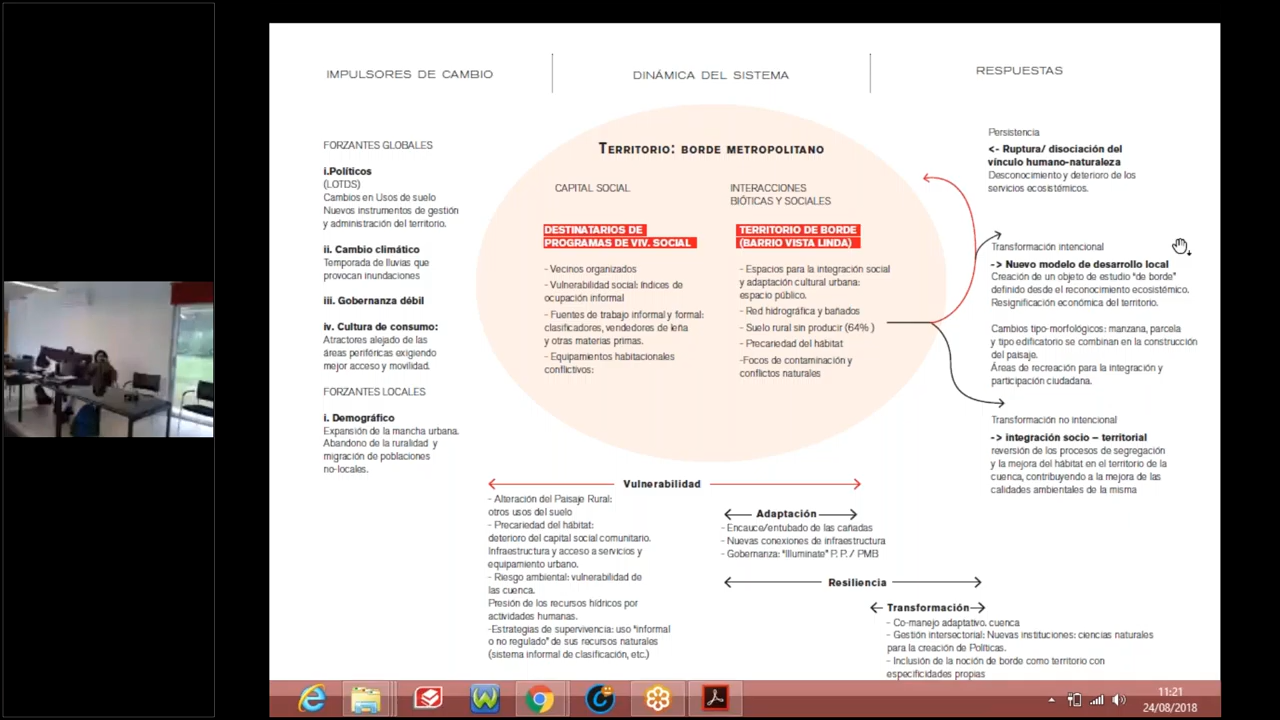 IMPULSORES DE CAMBIO
DINÁMICA DEL SISTEMA
RESPUESTAS
FORZANTES GLOBALES
i.Políticos
(LOTDS)
Cambios en Usos de suelo
Nuevos instrumentos de gestión
y administración del territorio.
ii. Cambio climático
Temporada de lluvias que
provocan inundaciones
iii. Gobernanza débil
iv. Cultura de consumo:
Atractores alejado de las
áreas periféricas exigiendo
mejor acceso y movilidad.
FORZANTES LOCALES
i. Demográfico
Expansión de la mancha urbana.
Abandono de la ruralidad y
migración de poblaciones
no-locales.
TERRITORIO: BORDE METROPOLITANO
CAPITAL SOCIAL
DESTINATARIOS DE
PROGRAMAS DE VIV. SOCIAL
- Vecinos organizados
- Vulnerabilidad social: índices de
ocupación informal
- Fuentes de trabajo informal y formal:
clasificadores, vendedores de leña
y otras materias primas.
- Equipamientos habitacionales
conflictivos:
INTERACCIONES
BIÓTICAS Y SOCIALES
TERRITORIO DE BORDE
(BARRIO VISTA LINDA)
- Espacios para la integración social
y adaptación cultural urbana:
espacio público.
- Red hidrográfica y bañados
- Suelo rural sin producir (64% )
- Precariedad del hábitat
-Focos de contaminación y
conflictos naturales
Persistencia
<- Ruptura/ disociación del
vínculo humano-naturaleza
Desconocimiento y deterioro de los
servicios ecosistémicos.
Transformación intencional
-> Nuevo modelo de desarrollo local
Creación de un objeto de estudio "de borde"
definido desde el reconocimiento ecosistémico.
Resignificación económica del territorio.
Cambios tipo-morfológicos: manzana, parcela
y tipo edificatorio se combinan en la construcción
del paisaje.
Áreas de recreación para la integración y
participación ciudadana.
Transformación no intencional
-> integración socio – territorial
reversión de los procesos de segregación
y la mejora del hábitat en el territorio de la
cuenca, contribuyendo a la mejora de las
calidades ambientales de la misma
Vulnerabilidad
- Alteración del Paisaje Rural:
otros usos del suelo
- Precariedad del hábitat:
deterioro del capital social comunitario.
Infraestructura y acceso a servicios y
equipamiento urbano.
- Riesgo ambiental: vulnerabilidad de
las cuenca.
Presión de los recursos hídricos por
actividades humanas.
-Estrategias de supervivencia: uso "informal
o no regulado" de sus recursos naturales
(sistema informal de clasificación, etc.)
Adaptación
- Encauce/entubado de las cañadas
- Nuevas conexiones de infraestructura
- Gobernanza: "Illuminate" P. P. / PMB
Resiliencia
Transformación
- Co-manejo adaptativo. cuenca
- Gestión intersectorial: Nuevas instituciones: ciencias naturales
para la creación de Políticas.
- Inclusión de la noción de borde como territorio con
especificidades propias
11:21
24/08/2018